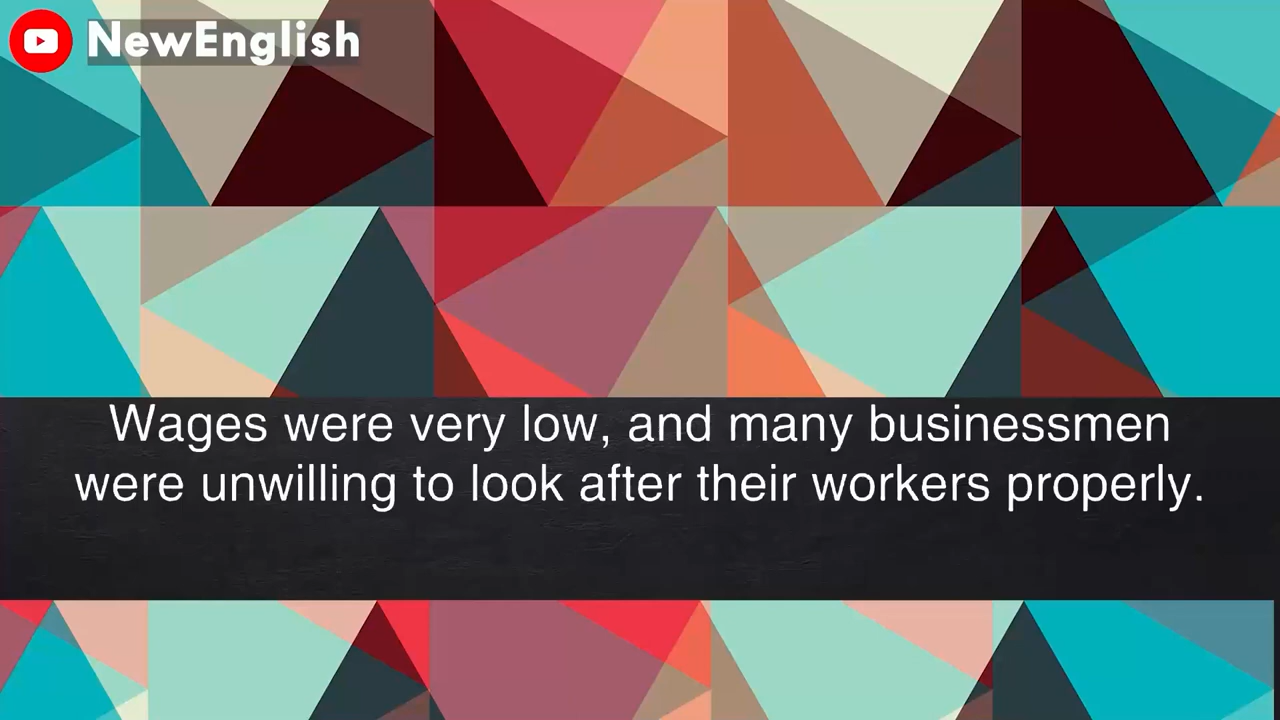 NewEnglish
Wages were very low, and many businessmen
were unwilling to look after their workers properly.